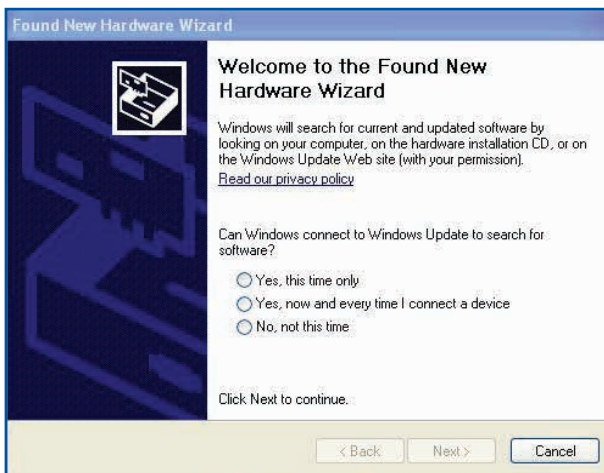 Found New Hardware Wizard
Welcome to the Found New
Hardware Wizard
Windows will search for current and updated software by
looking on your computer, on the hardware installation CD, or on
the Windows Update Web site (with your permission).
Read our privacy policy
Can Windows connect to Windows Update to search for
software?
Yes, this time only
Yes, now and every time I connect a device
No, not this time
Click Next to continue.
< Back
Next >
Cancel